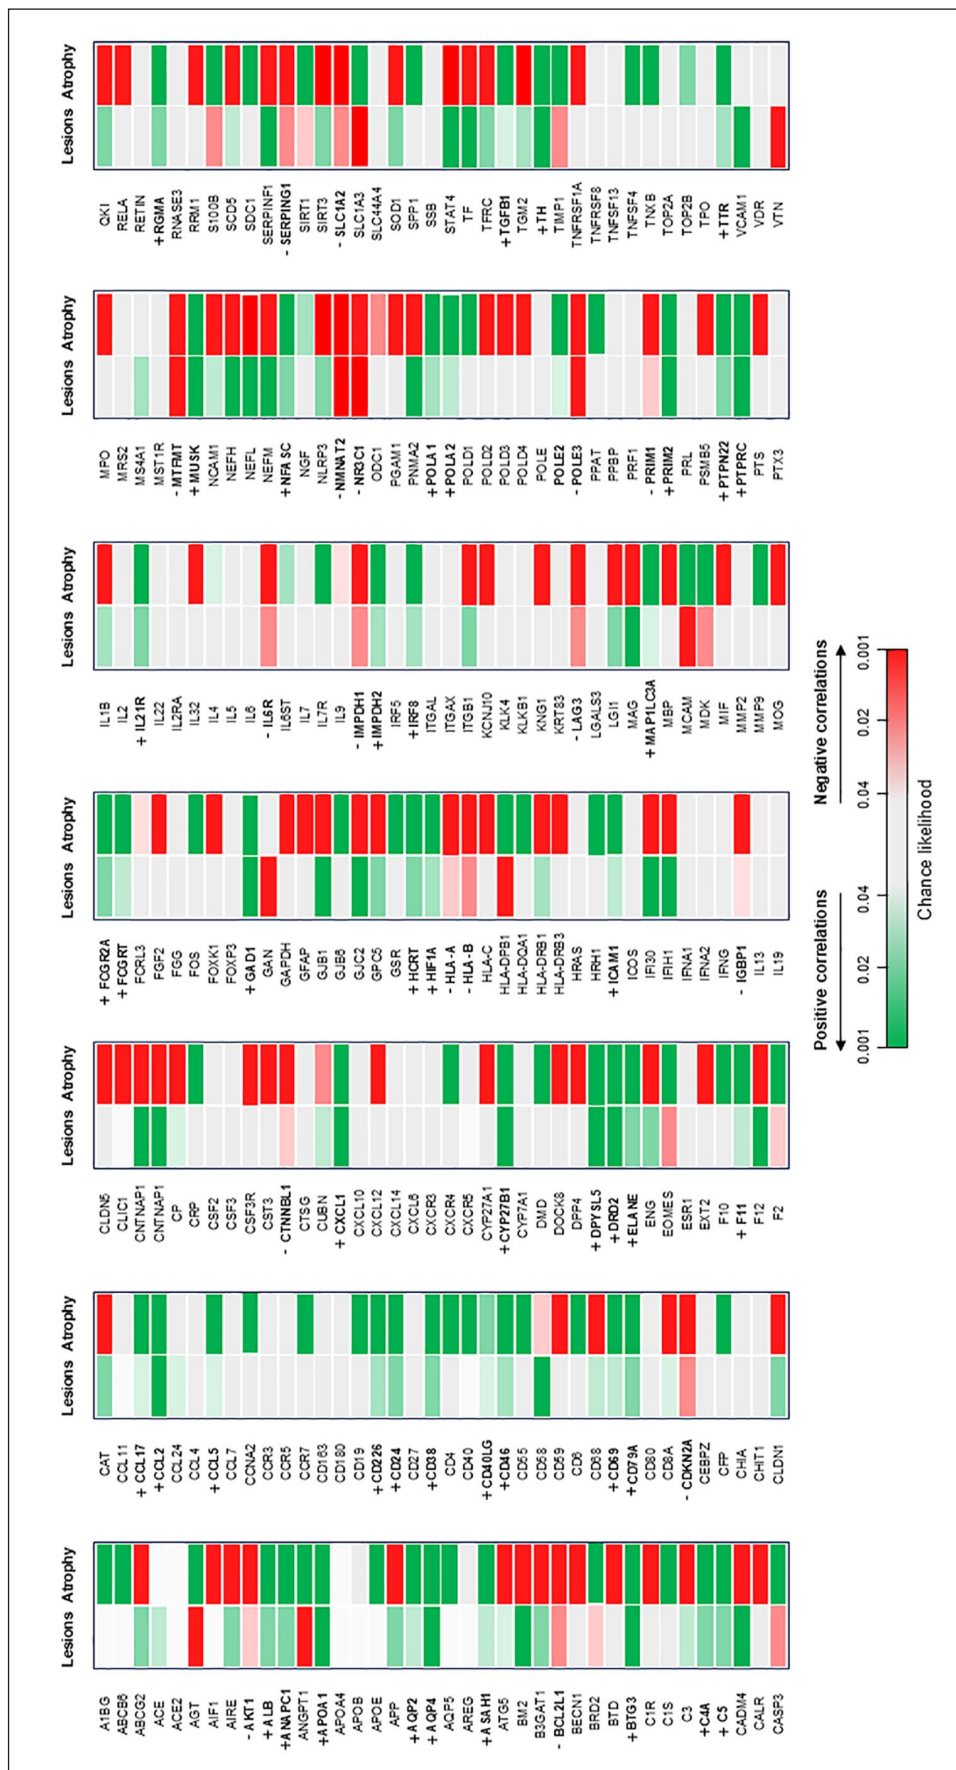 Lesions Atrophy
QKI
RELA
RETIN
+ RGMA
RNASE3
RRM1
S100B
SCD5
SDC1
SERPINF1
- SERPING1
SIRT1
SIRT3
- SLC1A2
SLC1A3
SLC44A4
SOD1
SPP1
SSB
STAT4
TF
TFRC
+ TGFB1
TGM2
+ TH
TIMP1
TNFRSF1A
TNFRSF8
TNFSF13
TNFSF4
TNXB
TOP2A
TOP2B
TPO
+ TTR
VCAM1
VDR
VTN
Lesions Atrophy
MPO
MRS2
MS4A1
MST1R
- MTFMT
+ MUSK
NCAM1
NEFH
NEFL
NEFM
+ NFASC
NGF
NLRP3
- NMNAT2
- NR3C1
ODC1
PGAM1
PNMA2
+ POLA1
+ POLA2
POLD1
POLD2
POLD3
POLD4
POLE
POLE2
- POLE3
PPAT
PPBP
PRF1
- PRIM1
+ PRIM2
PRL
PSMB5
+ PTPN22
+ PTPRC
PTS
PTX3
Lesions Atrophy
IL1B
IL2
+ IL21R
IL22
IL2RA
IL32
IL4
IL5
IL6
- IL6R
IL6ST
IL7
IL7R
IL9
- IMPDH1
+ IMPDH2
IRF5
+ IRF8
ITGAL
ITGAX
ITGB1
KCNJ10
KLK4
KLKB1
KNG1
KRT83
- LAG3
LGALS3
LGI1
MAG
+ MAP1LC3A
MBP
MCAM
MDK
MIF
MMP2
MMP9
MOG
Lesions Atrophy
+ FCGR2A
+ FCGRT
FCRL3
FGF2
FGG
FOS
FOXK1
FOXP3
+ GAD1
GAN
GAPDH
GFAP
GJB1
GJB6
GJC2
GPC5
GSR
+ HCRT
+ HIF1A
- HLA-A
- HLA-B
HLA-C
HLA-DPB1
HLA-DQA1
HLA-DRB1
HLA-DRB3
HRAS
HRH1
+ ICAM1
ICOS
IFI30
IFIH1
IFNA1
IFNA2
IFNG
- IGBP1
IL13
IL19
Lesions Atrophy
CLDN5
CLIC1
CNTNAP1
CNTNAP1
CP
CRP
CSF2
CSF3
CSF3R
CST3
- CTNNBL1
CTSG
CUBN
+ CXCL1
CXCL10
CXCL12
CXCL14
CXCL6
CXCR3
CXCR4
CXCR5
CYP27A1
+ CYP27B1
CYP7A1
DMD
DOCK8
DPP4
+ DPYSL5
+ DRD2
+ ELANE
ENG
EOMES
ESR1
EXT2
F10
+ F11
F12
F2
Lesions Atrophy
CAT
CCL11
+ CCL17
+ CCL2
CCL24
CCL4
+ CCL5
CCL7
CCNA2
CCR3
CCR5
CCR7
CD163
CD180
CD19
+ CD226
+ CD24
CD27
+ CD38
CD4
CD40
+ CD40LG
+ CD46
CD55
CD58
CD59
CD6
CD68
+ CD69
+ CD79A
CD80
CD8A
- CDKN2A
CEBPZ
CFP
CHIA
CHIT1
CLDN1
Lesions Atrophy
A1BG
ABCB6
ABCG2
ACE
ACE2
AGT
AIF1
AIRE
- AKT1
+ ALB
+ ANAPC1
ANGPT1
+ APOA1
APOA4
APOB
APOE
APP
+ AQP2
+ AQP4
AQP5
AREG
+ ASAH1
ATG5
BM2
B3GAT1
- BCL2L1
BECN1
BRD2
BTD
+ BTG3
C1R
C1S
C3
+ C4A
+ C5
CADM4
CALR
CASP3
Positive correlations Negative correlations
0.001 0.02 0.04 0.04 0.02 0.001
Chance likelihood